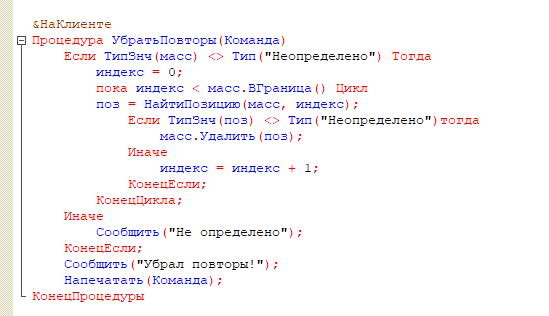 &НаКлиенте
Процедура УбратьПовторы(Команда)
Если ТипЗнч(масс) <> Тип("Неопределено") Тогда
индекс = 0;
пока индекс < масс.ВГраница() Цикл
поз = НайтиПозицию(масс, индекс);
Если ТипЗнч(поз) <> Тип("Неопределено")тогда
масс.Удалить(поз);
Иначе
индекс = индекс + 1;
КонецЕсли;
КонецЦикла;
Иначе
Сообщить("Не определено");
КонецЕсли;
Сообщить("Убрал повторы!");
Напечатать(Команда);
КонецПроцедуры